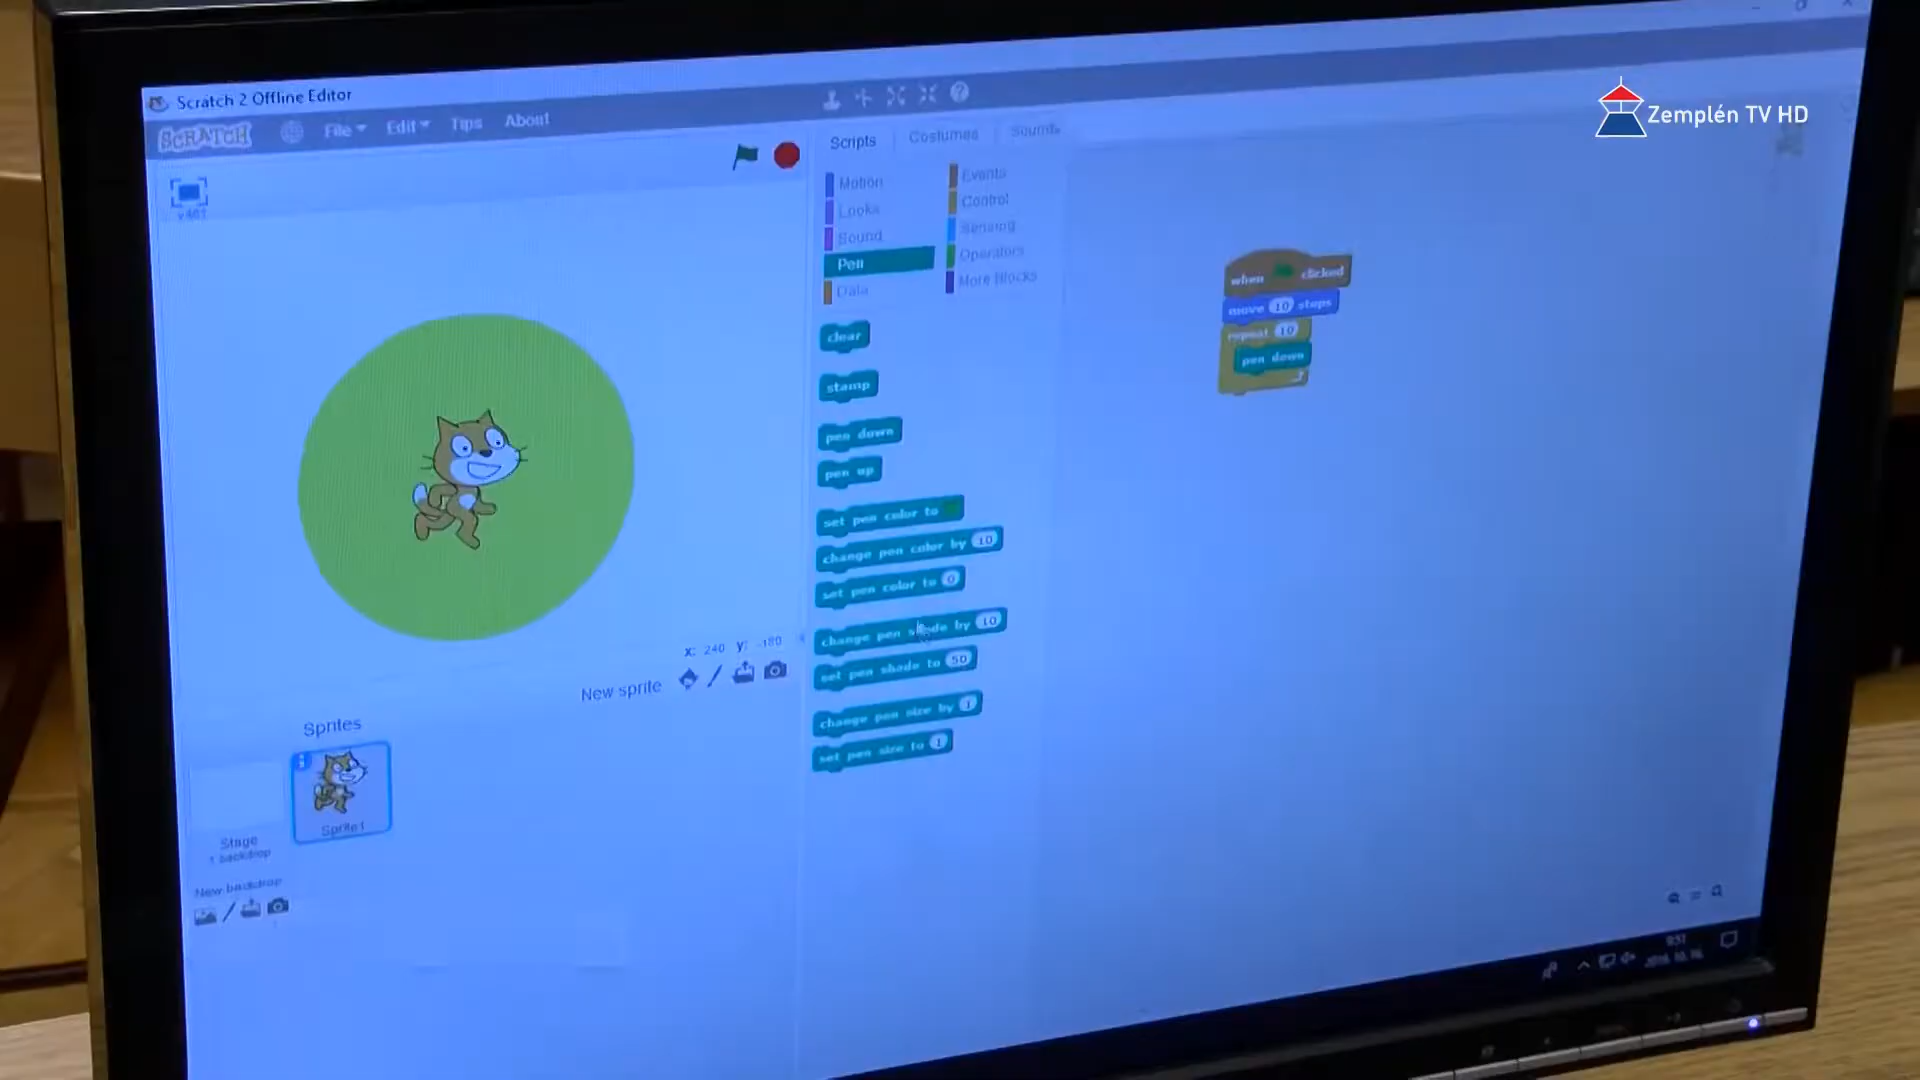 Zemplén TV HD
Scratch 2 Offline Editor
SCRATCH File Edit Tips About
v461
Scripts Costumes Sounds
Motion Events
Looks Control
Sound Sensing
Pen Operators
Data More Blocks
clear
stamp
pen down
pen up
set pen color to
change pen color by 10
set pen color to 0
change pen shade by 10
set pen shade to 50
change pen size by 1
set pen size to 1
when clicked
move 10 steps
repeat 10
pen down
x: 240 y: -180
New sprite
Sprites
Sprite1
Stage
1 backdrop
New backdrop